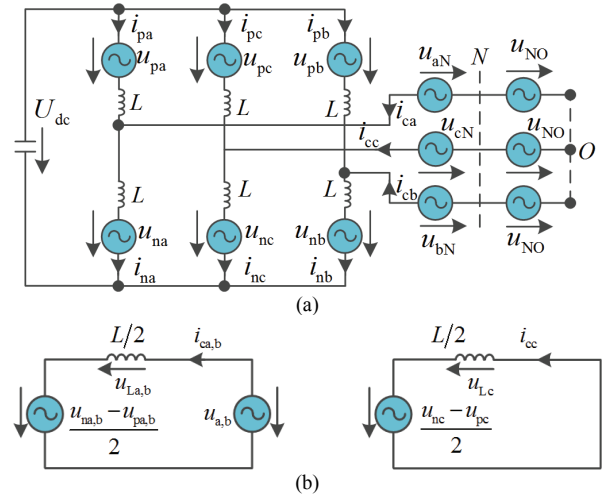 i_pa i_pc i_pb
u_pa u_pc u_pb
u_aN N u_NO
L L L
i_ca
U_dc
i_cc u_cN u_NO O
L L L
i_cb
u_na u_nc u_nb
u_bN u_NO
i_na i_nc i_nb
(a)
L/2 i_ca,b L/2 i_cc
u_La,b u_Lc
u_na,b − u_pa,b
2
u_a,b
u_nc − u_pc
2
(b)